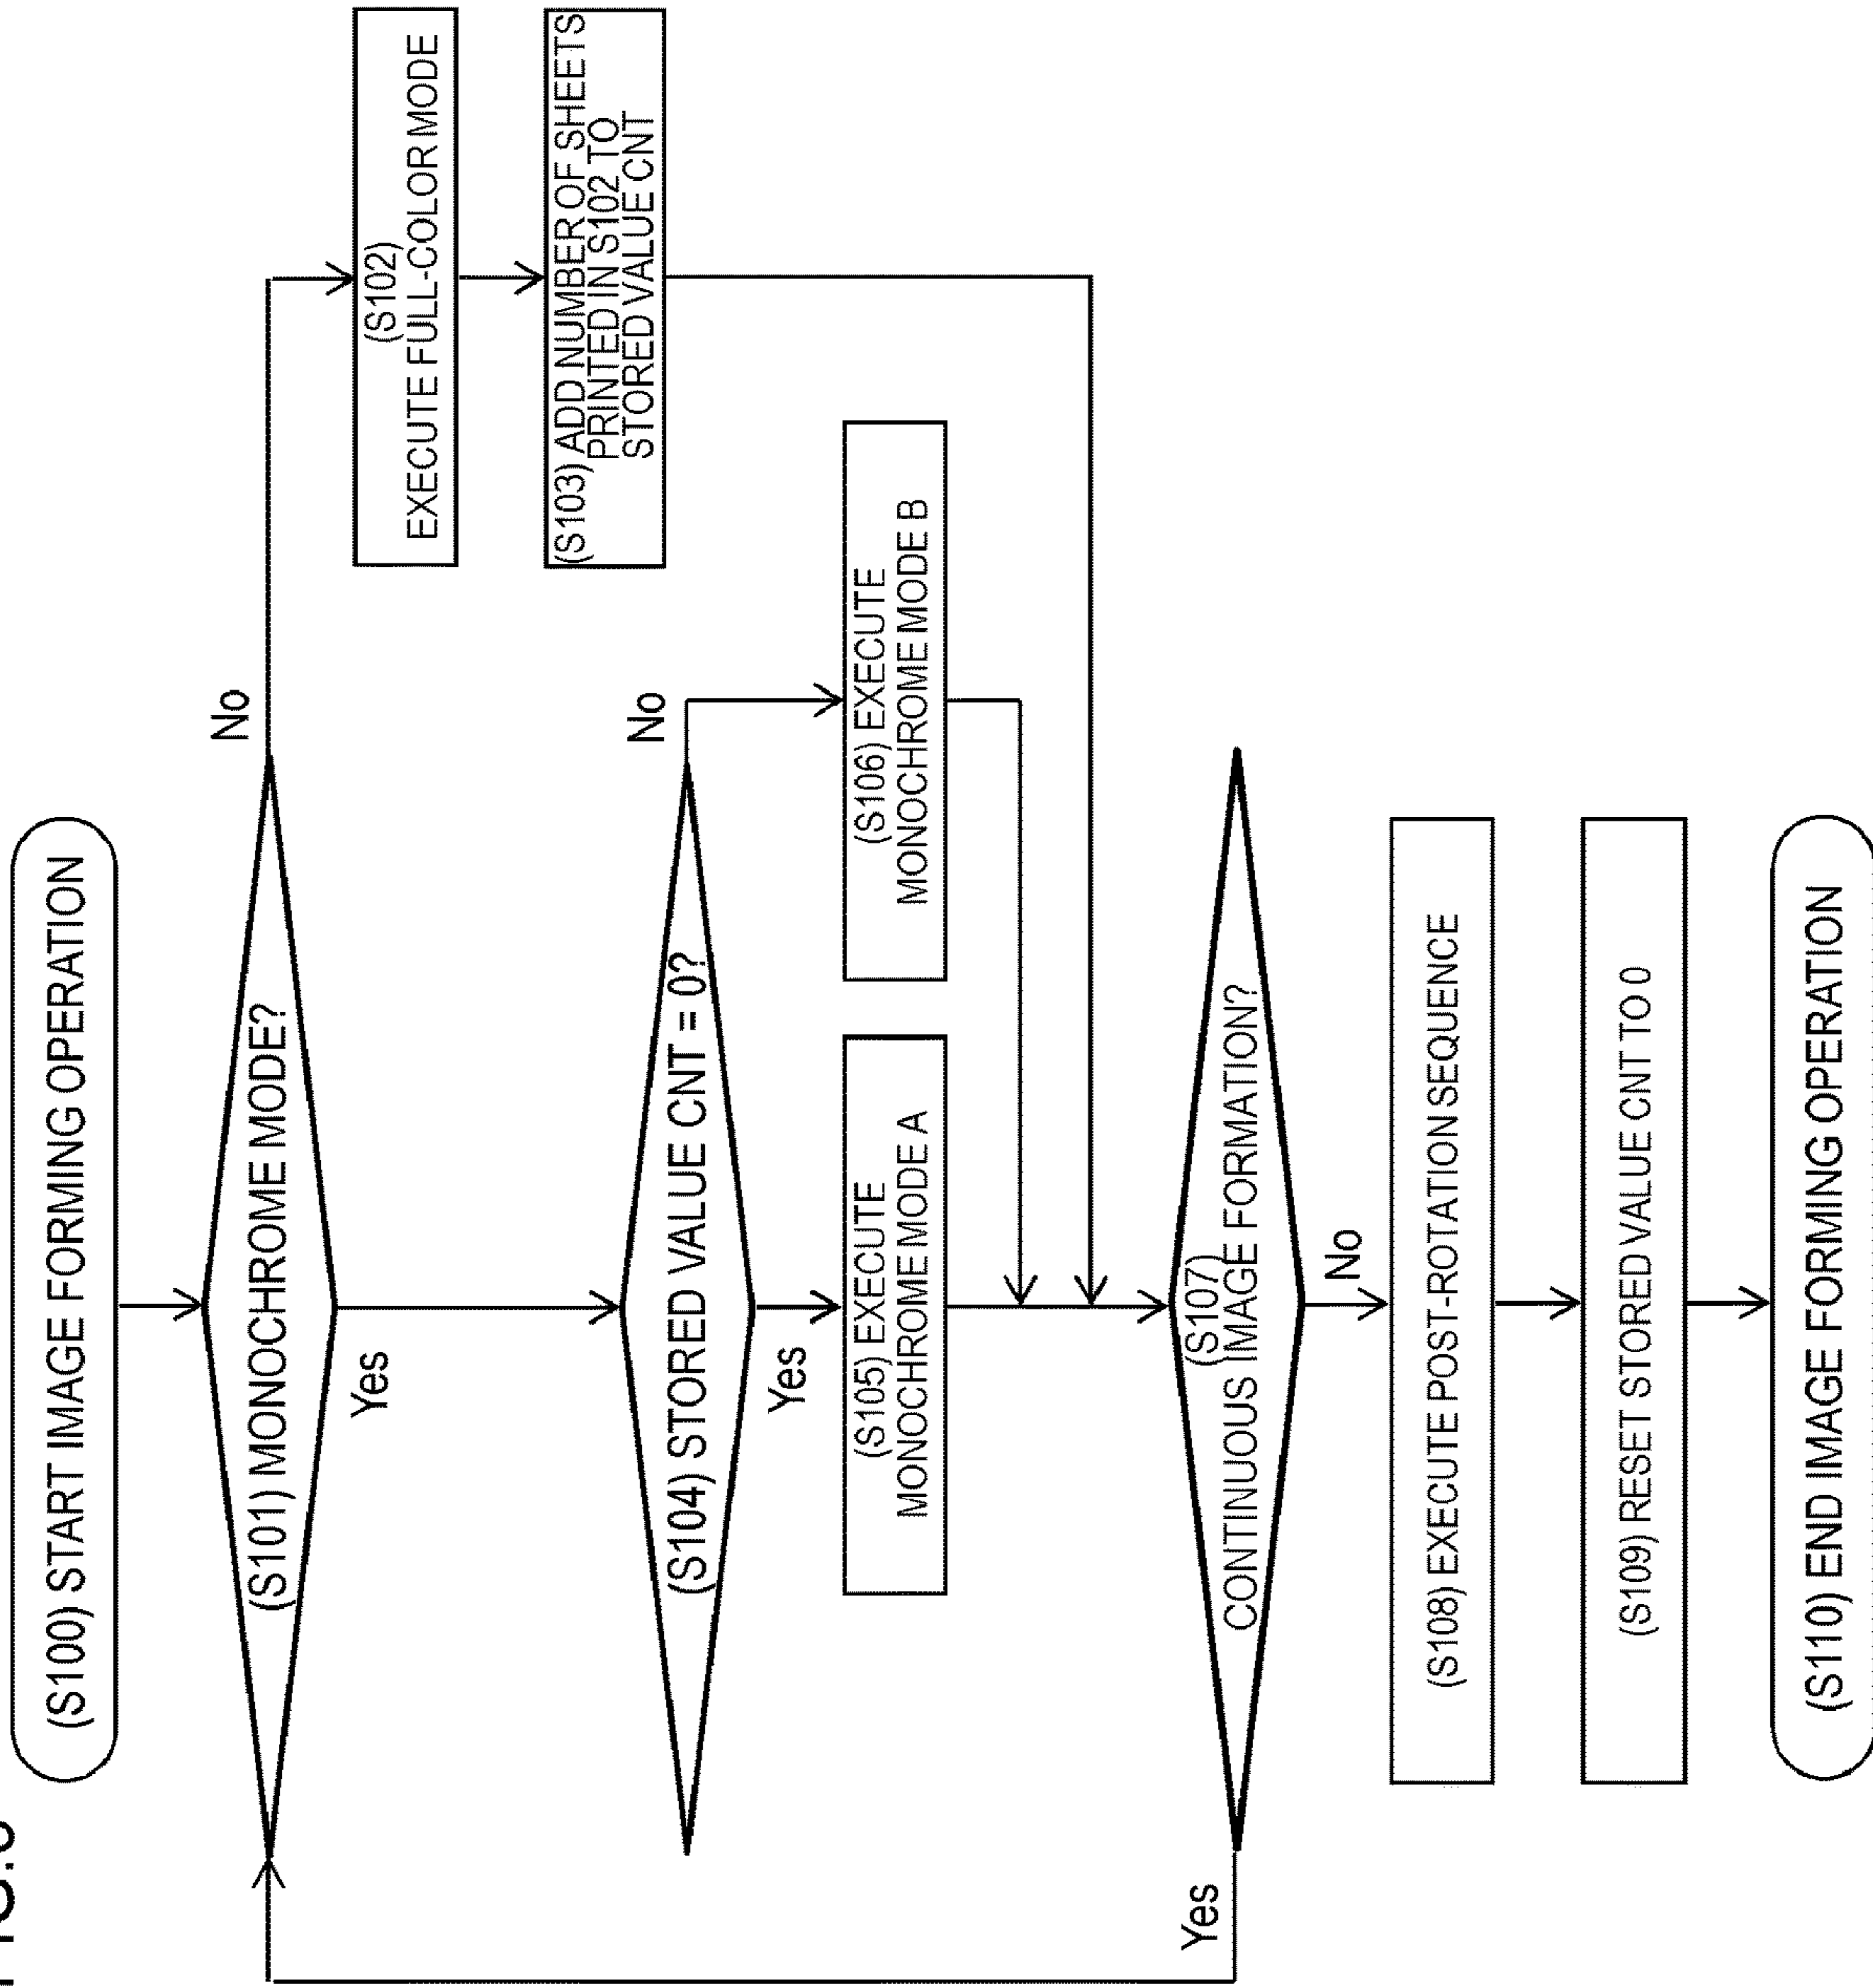 (S100) START IMAGE FORMING OPERATION
(S101) MONOCHROME MODE?
No
Yes
(S102)
EXECUTE FULL-COLOR MODE
(S103) ADD NUMBER OF SHEETS
PRINTED IN S102 TO
STORED VALUE CNT
(S104) STORED VALUE CNT = 0?
No
Yes
(S105) EXECUTE
MONOCHROME MODE A
(S106) EXECUTE
MONOCHROME MODE B
(S107)
CONTINUOUS IMAGE FORMATION?
Yes
No
(S108) EXECUTE POST-ROTATION SEQUENCE
(S109) RESET STORED VALUE CNT TO 0
(S110) END IMAGE FORMING OPERATION